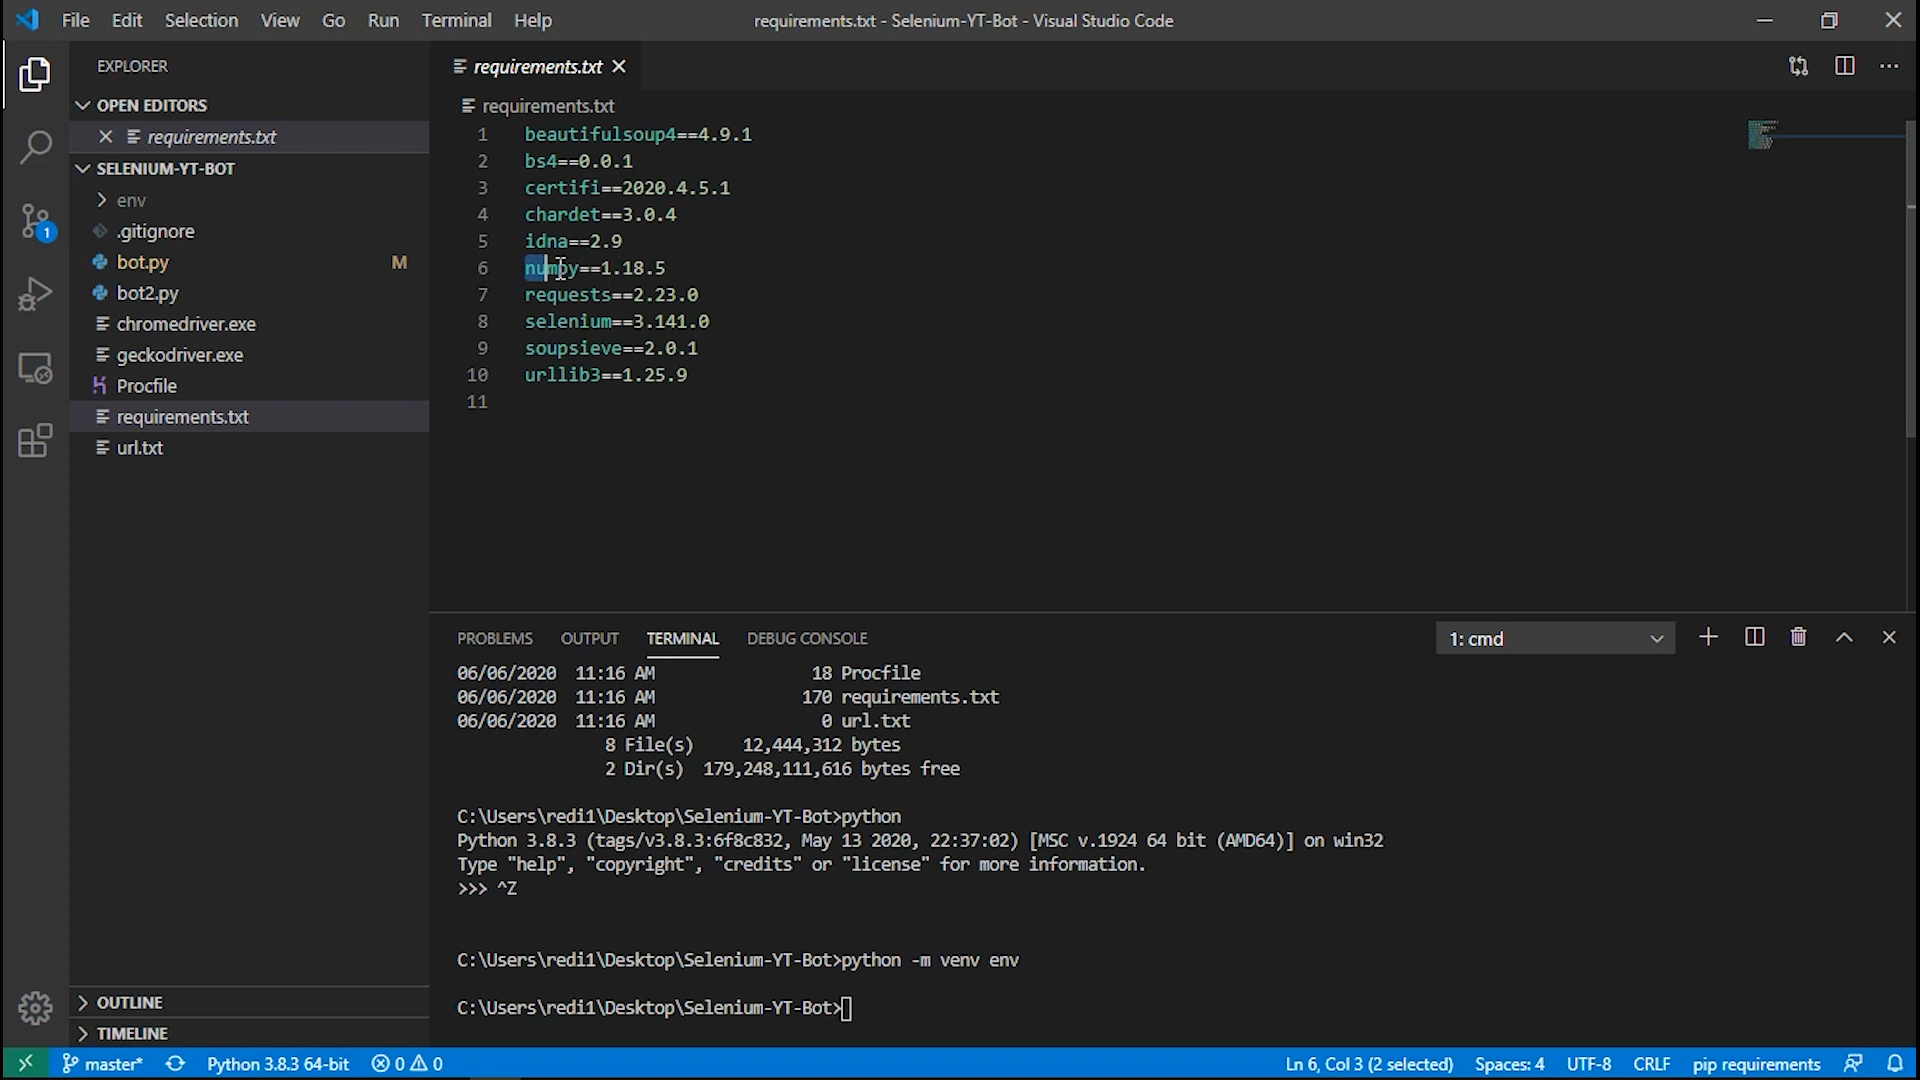 File Edit Selection View Go Run Terminal Help
requirements.txt - Selenium-YT-Bot - Visual Studio Code
EXPLORER
OPEN EDITORS
requirements.txt
SELENIUM-YT-BOT
env
.gitignore
bot.py M
bot2.py
chromedriver.exe
geckodriver.exe
Procfile
requirements.txt
url.txt
OUTLINE
TIMELINE
1
requirements.txt
requirements.txt
1 beautifulsoup4==4.9.1
2 bs4==0.0.1
3 certifi==2020.4.5.1
4 chardet==3.0.4
5 idna==2.9
6 numpy==1.18.5
7 requests==2.23.0
8 selenium==3.141.0
9 soupsieve==2.0.1
10 urllib3==1.25.9
11
PROBLEMS OUTPUT TERMINAL DEBUG CONSOLE 1: cmd
06/06/2020 11:16 AM 18 Procfile
06/06/2020 11:16 AM 170 requirements.txt
06/06/2020 11:16 AM 0 url.txt
8 File(s) 12,444,312 bytes
2 Dir(s) 179,248,111,616 bytes free
C:\Users\redi1\Desktop\Selenium-YT-Bot>python
Python 3.8.3 (tags/v3.8.3:6f8c832, May 13 2020, 22:37:02) [MSC v.1924 64 bit (AMD64)] on win32
Type "help", "copyright", "credits" or "license" for more information.
>>> ^Z
C:\Users\redi1\Desktop\Selenium-YT-Bot>python -m venv env
C:\Users\redi1\Desktop\Selenium-YT-Bot>
master* Python 3.8.3 64-bit 0 0 Ln 6, Col 3 (2 selected) Spaces: 4 UTF-8 CRLF pip requirements